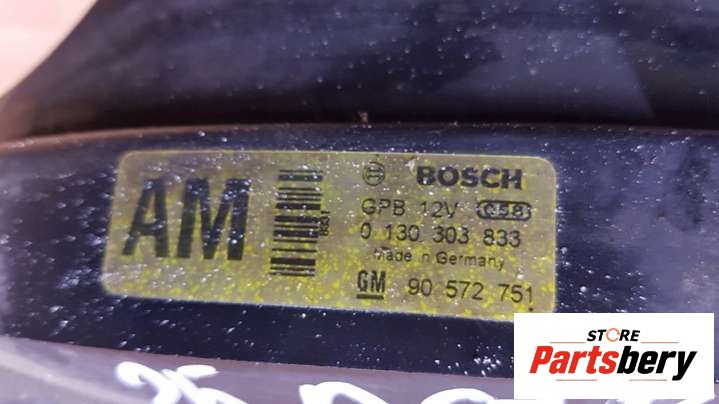 AM
BOSCH
GPB 12V
0 130 303 833
Made in Germany
GM 90 572 751
STORE
Partsbery